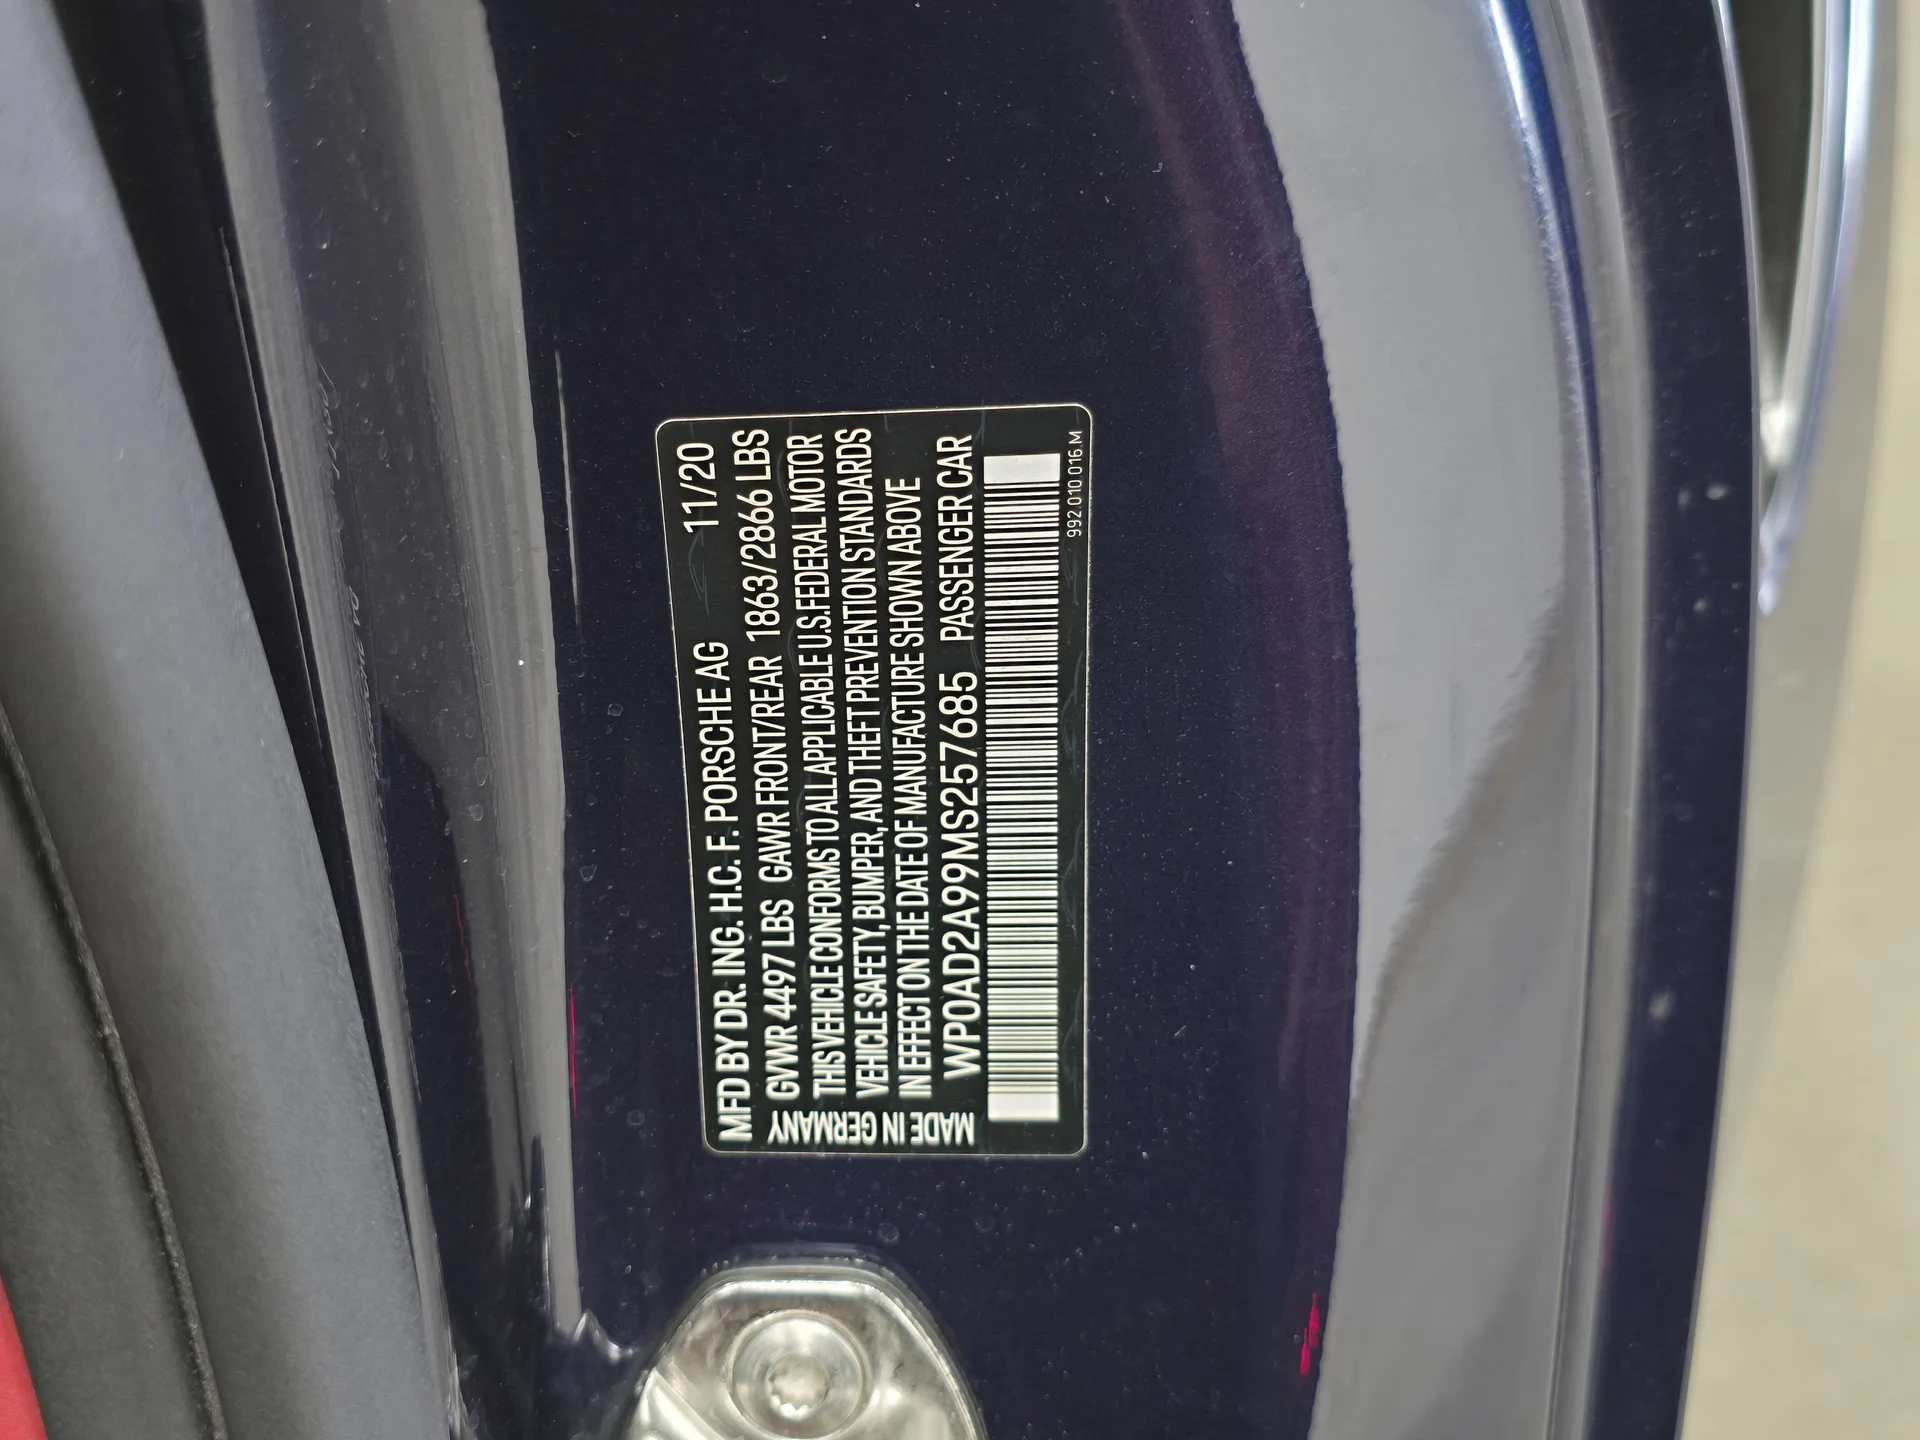 MFD BY DR. ING. H.C. F. PORSCHE AG 11/20
GVWR 4497 LBS GAWR FRONT/REAR 1863/2866 LBS
THIS VEHICLE CONFORMS TO ALL APPLICABLE U.S.FEDERAL MOTOR
VEHICLE SAFETY, BUMPER, AND THEFT PREVENTION STANDARDS
IN EFFECT ON THE DATE OF MANUFACTURE SHOWN ABOVE
WP0AD2A99MS257685 PASSENGER CAR
992.010.016.M
MADE IN GERMANY